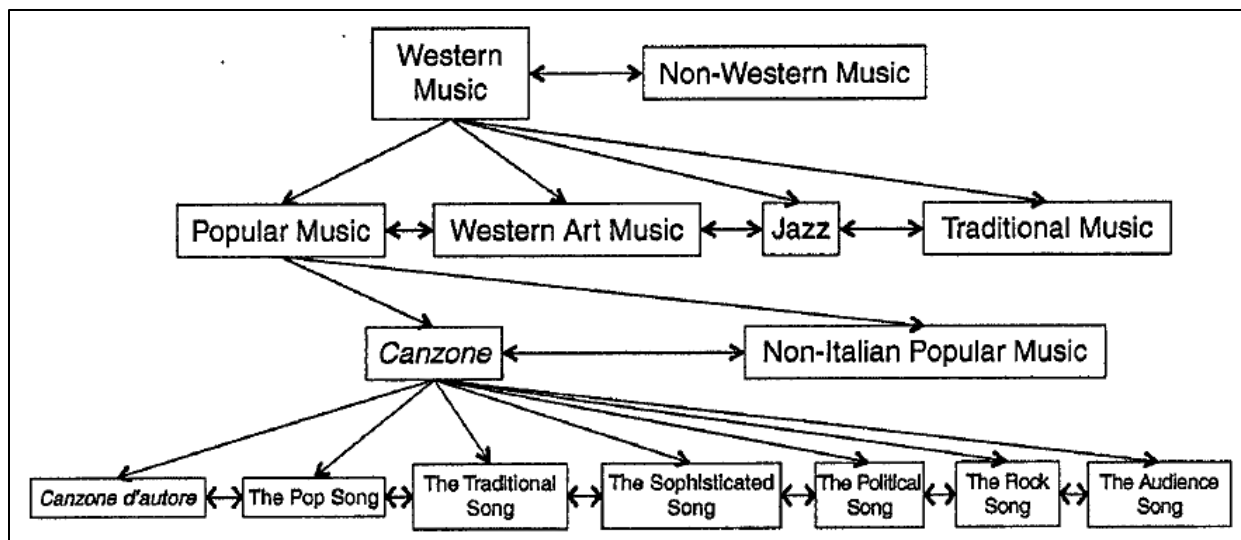 Western
Music
Non-Western Music
Popular Music
Western Art Music
Jazz
Traditional Music
Canzone
Non-Italian Popular Music
Canzone d'autore
The Pop Song
The Traditional
Song
The Sophisticated
Song
The Political
Song
The Rock
Song
The Audience
Song